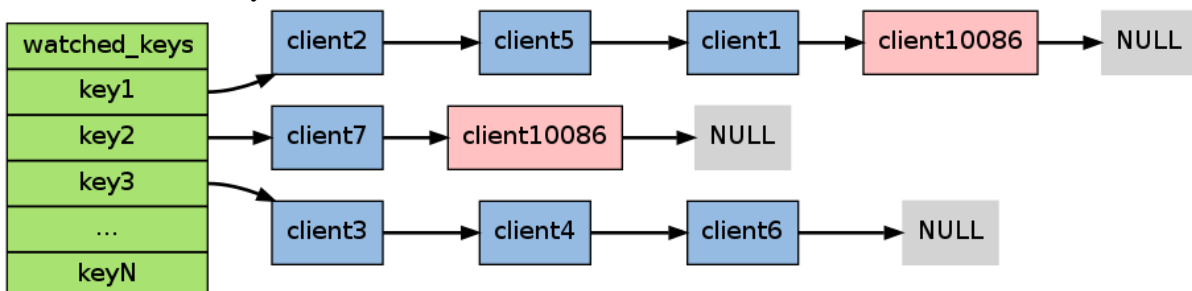 watched_keys
key1
key2
key3
...
keyN
client2 client5 client1 client10086 NULL
client7 client10086 NULL
client3 client4 client6 NULL